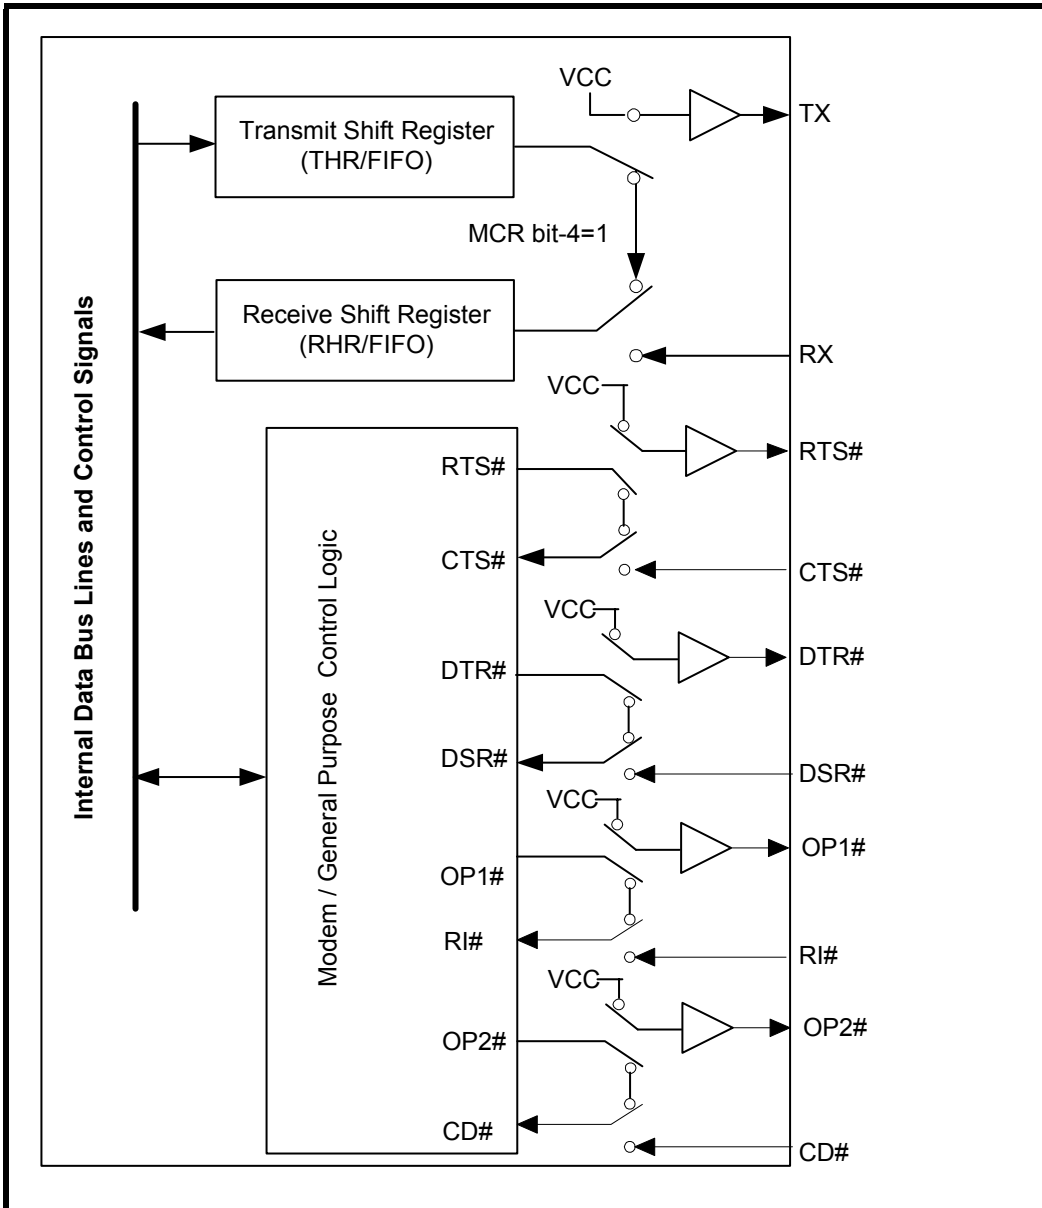 VCC
TX
Transmit Shift Register
(THR/FIFO)
MCR bit-4=1
Receive Shift Register
(RHR/FIFO)
RX
VCC
RTS#
RTS#
CTS#
CTS#
VCC
DTR#
DTR#
DSR#
DSR#
VCC
OP1#
OP1#
RI#
RI#
VCC
OP2#
OP2#
CD#
CD#
Internal Data Bus Lines and Control Signals
Modem / General Purpose Control Logic